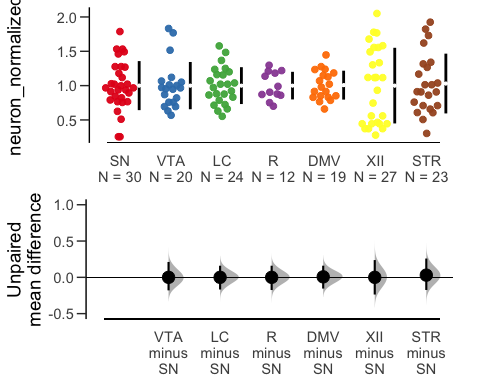 neuron_normalized
2.0
1.5
1.0
0.5
SN VTA LC R DMV XII STR
N = 30 N = 20 N = 24 N = 12 N = 19 N = 27 N = 23
Unpaired
mean difference
1.0
0.5
0.0
-0.5
VTA LC R DMV XII STR
minus minus minus minus minus minus
SN SN SN SN SN SN